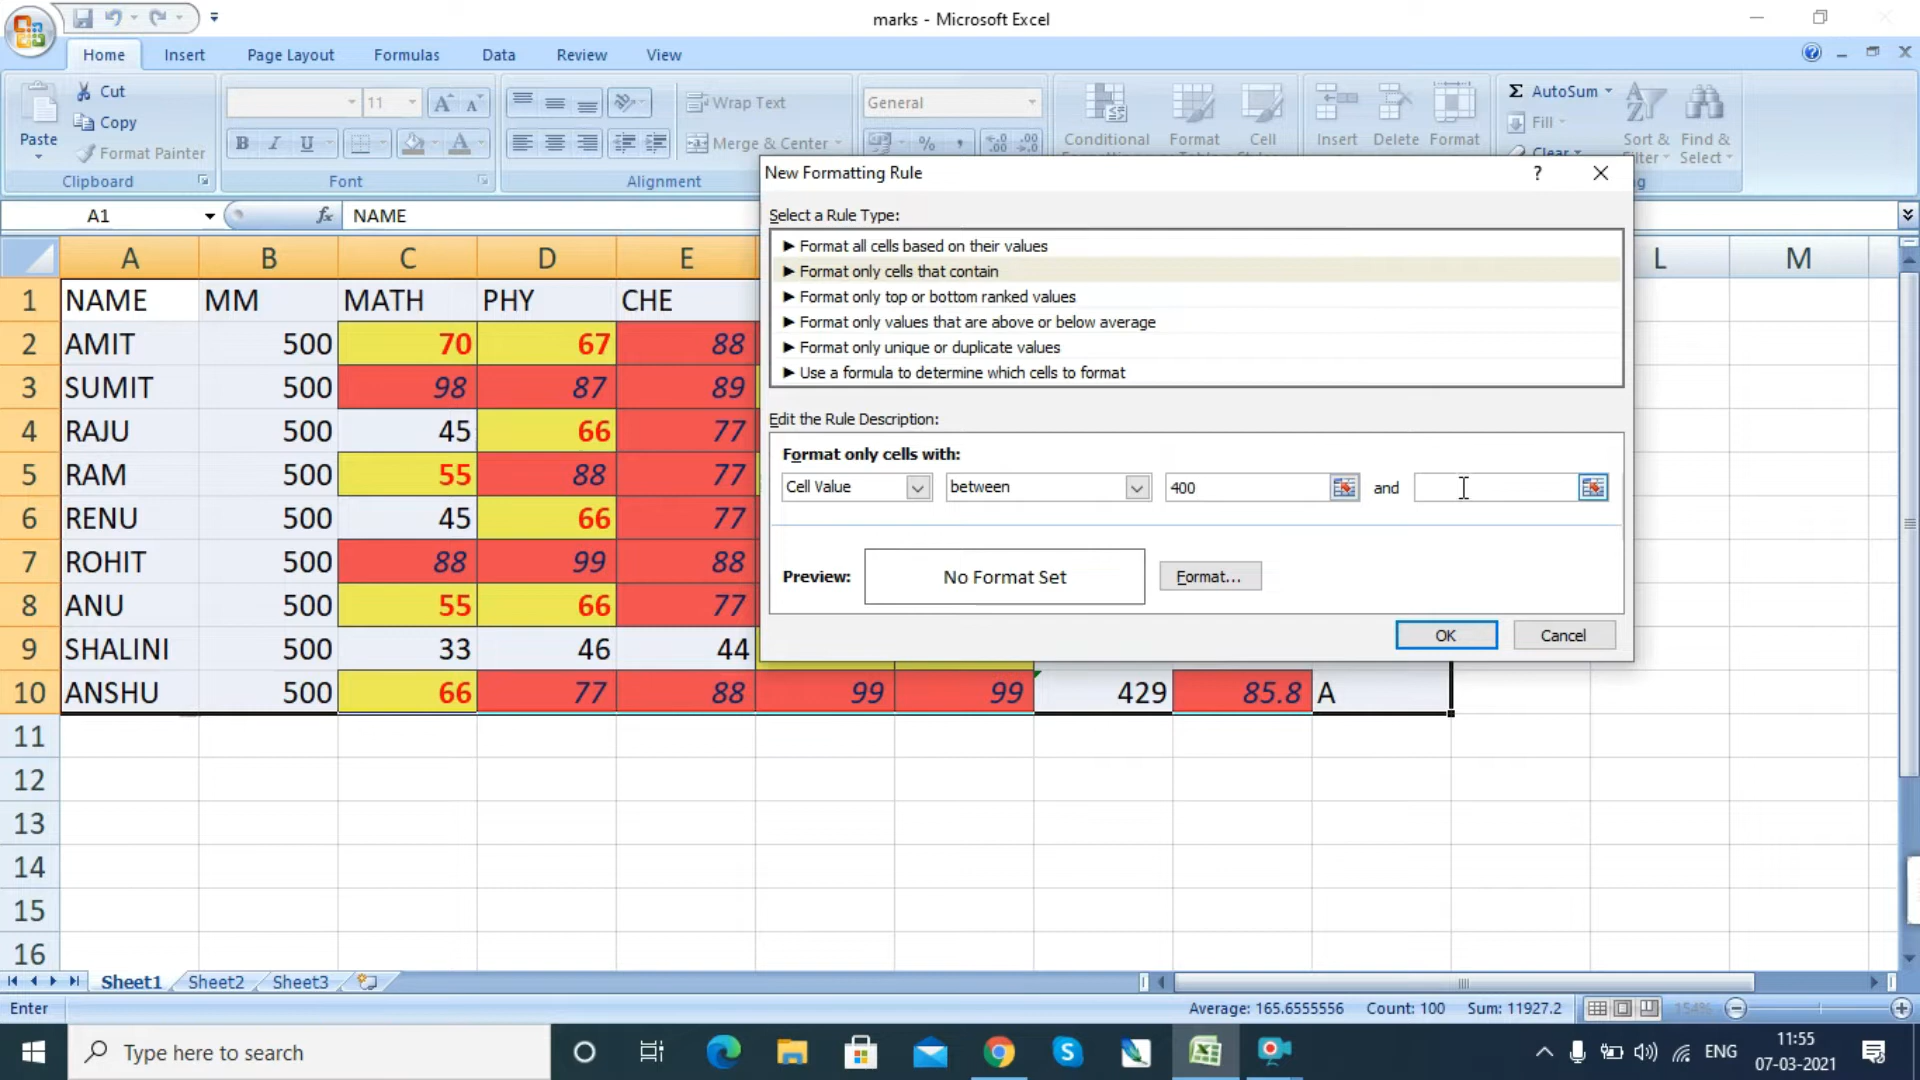 marks - Microsoft Excel
Home Insert Page Layout Formulas Data Review View
Paste
Cut
Copy
Format Painter
Clipboard
11
B I U
Font
Wrap Text
Merge & Center
Alignment
General
%
Conditional
Format
Cell
Insert Delete Format
Σ AutoSum
Fill
Clear
Sort & Filter
Find & Select
A1
fx
NAME
A B C D E L M
1 NAME MM MATH PHY CHE
2 AMIT 500 70 67 88
3 SUMIT 500 98 87 89
4 RAJU 500 45 66 77
5 RAM 500 55 88 77
6 RENU 500 45 66 77
7 ROHIT 500 88 99 88
8 ANU 500 55 66 77
9 SHALINI 500 33 46 44
10 ANSHU 500 66 77 88 99 99 429 85.8 A
11
12
13
14
15
16
New Formatting Rule
?
Select a Rule Type:
► Format all cells based on their values
► Format only cells that contain
► Format only top or bottom ranked values
► Format only values that are above or below average
► Format only unique or duplicate values
► Use a formula to determine which cells to format
Edit the Rule Description:
Format only cells with:
Cell Value between 400 and
Preview: No Format Set Format...
OK Cancel
Sheet1 Sheet2 Sheet3
Enter
Average: 165.6555556 Count: 100 Sum: 11927.2 154%
Type here to search
ENG
11:55
07-03-2021